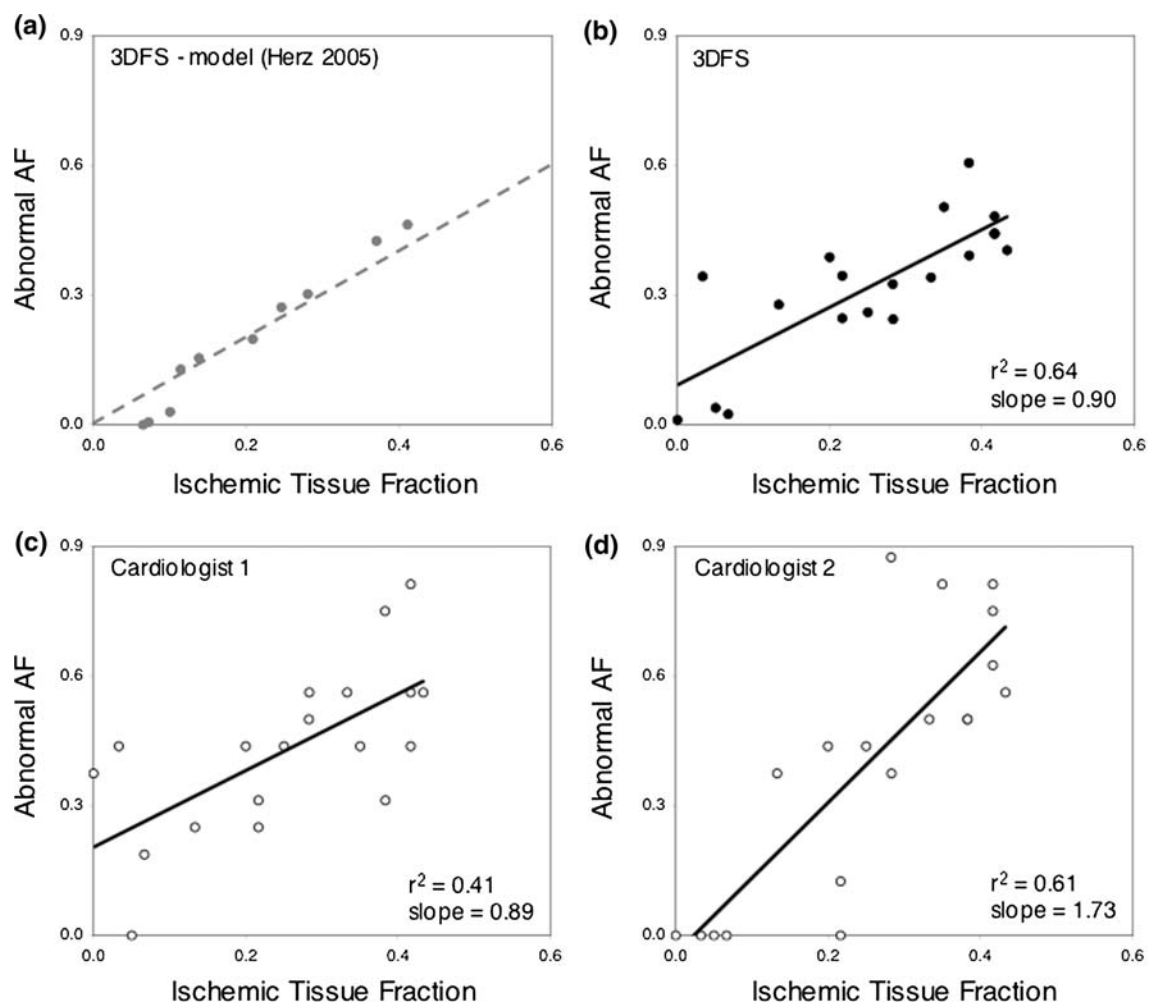 (a)
0.9
3DFS - model (Herz 2005)
0.6
0.3
0.0
Abnormal AF
0.0 0.2 0.4 0.6
Ischemic Tissue Fraction
(b)
0.9
3DFS
0.6
0.3
0.0
Abnormal AF
r² = 0.64
slope = 0.90
0.0 0.2 0.4 0.6
Ischemic Tissue Fraction
(c)
0.9
Cardiologist 1
0.6
0.3
0.0
Abnormal AF
r² = 0.41
slope = 0.89
0.0 0.2 0.4 0.6
Ischemic Tissue Fraction
(d)
0.9
Cardiologist 2
0.6
0.3
0.0
Abnormal AF
r² = 0.61
slope = 1.73
0.0 0.2 0.4 0.6
Ischemic Tissue Fraction